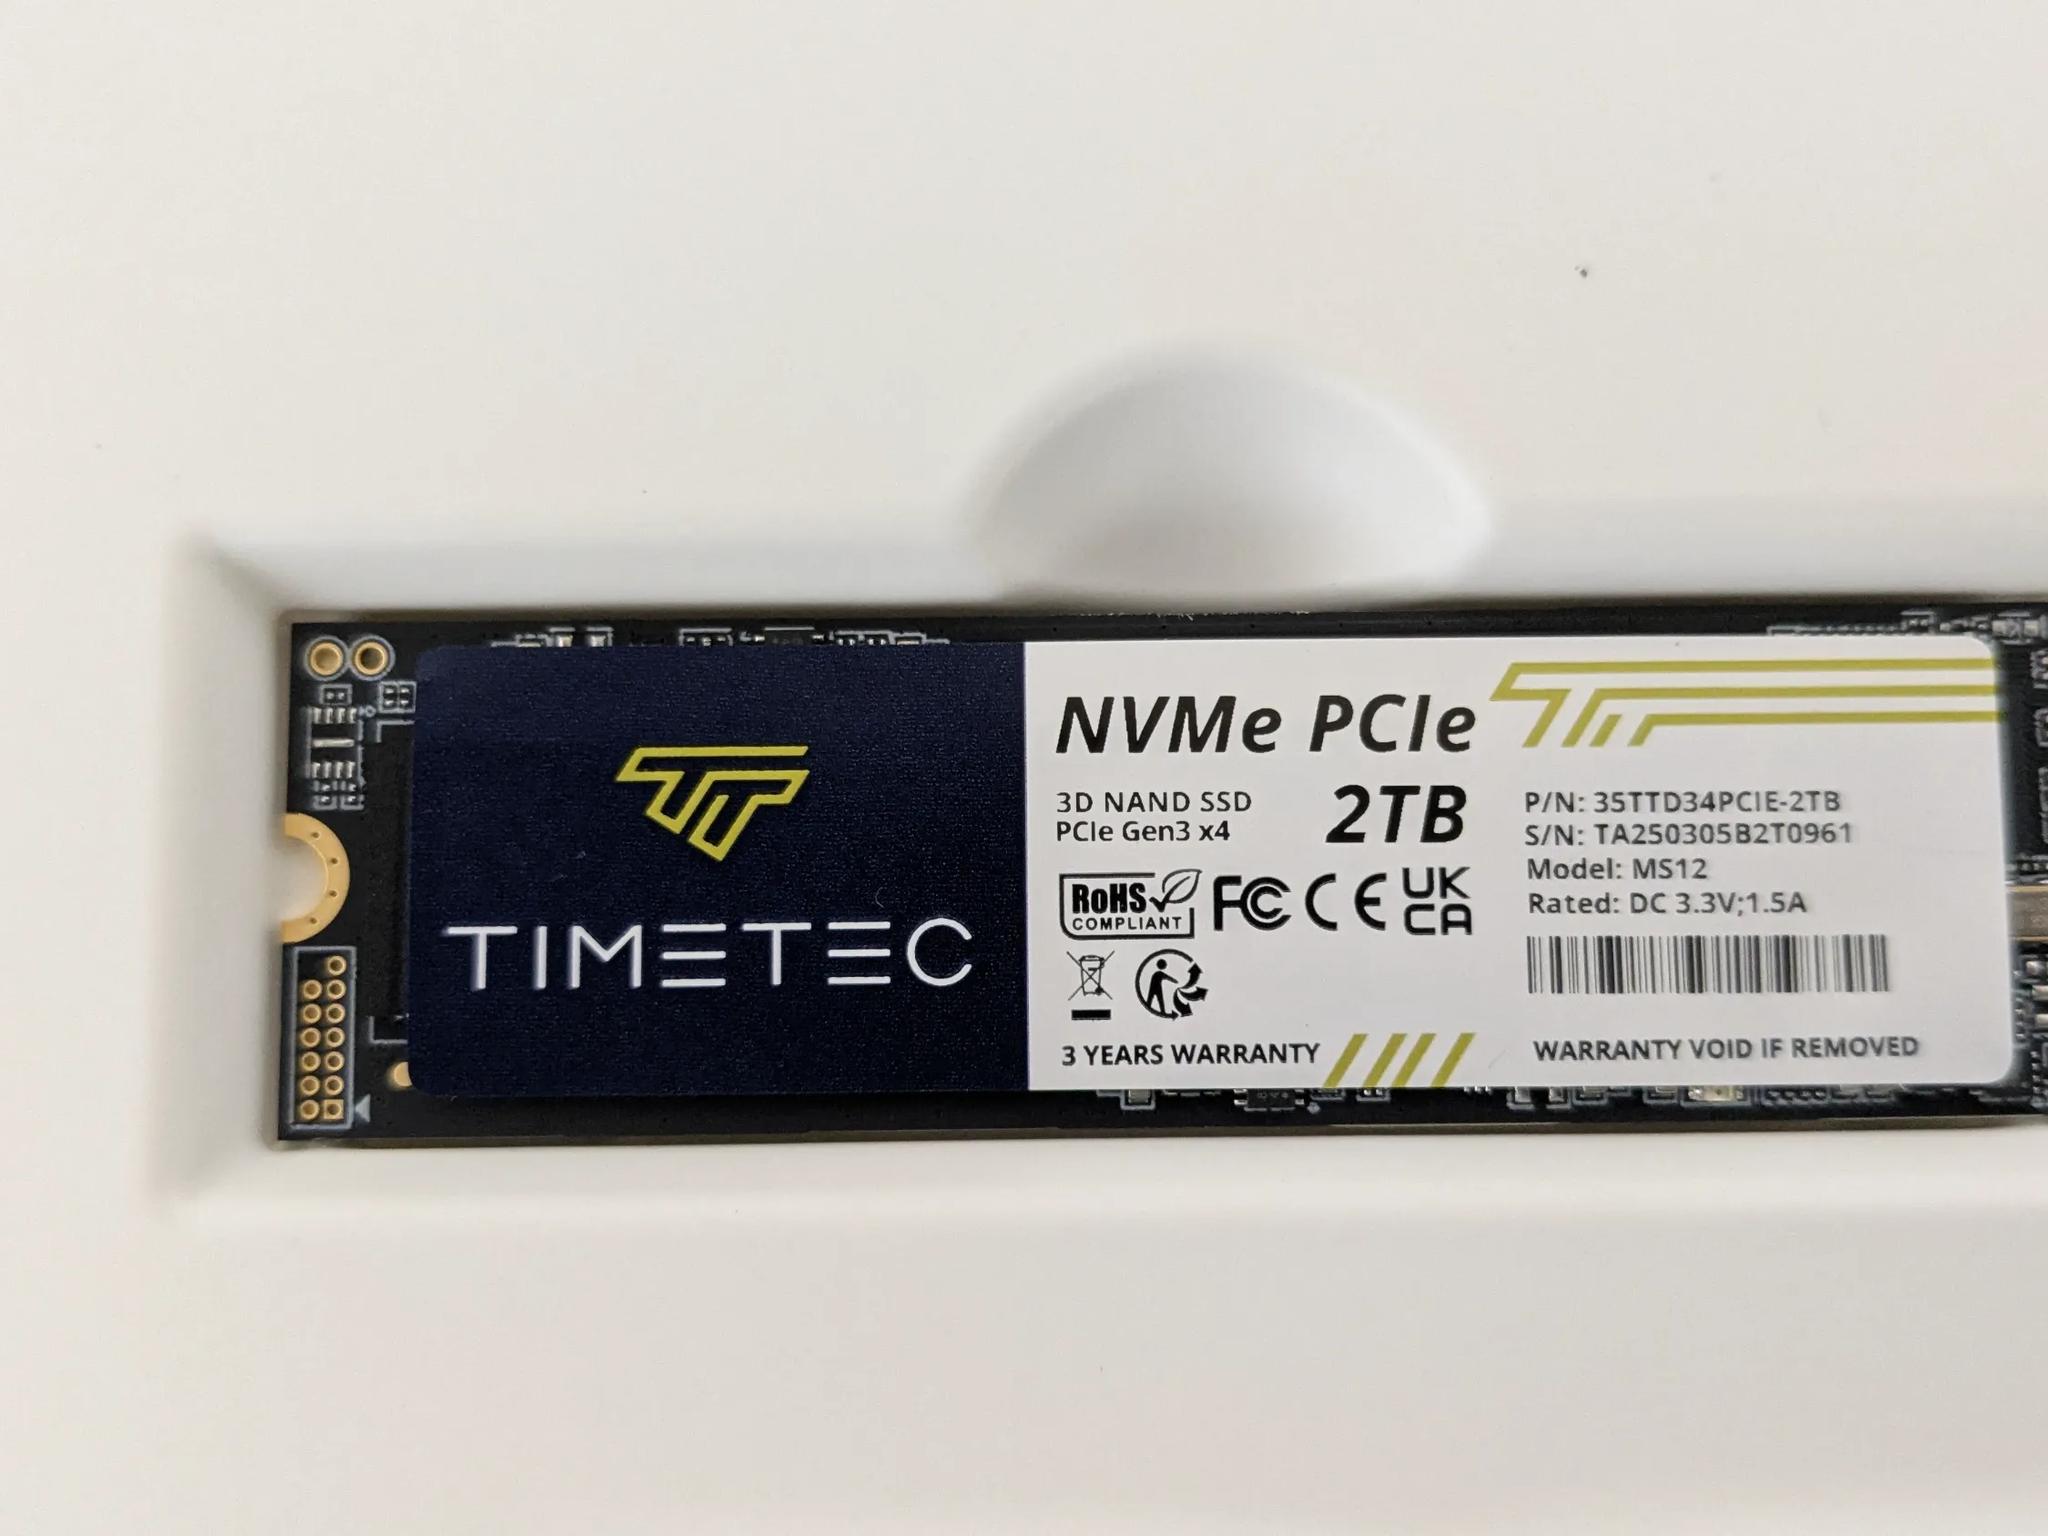 TIMETEC
NVMe PCIe
3D NAND SSD
PCIe Gen3 x4
2TB
RoHS
COMPLIANT
FC CE UK
CA
3 YEARS WARRANTY
P/N: 35TTD34PCIE-2TB
S/N: TA250305B2T0961
Model: MS12
Rated: DC 3.3V;1.5A
WARRANTY VOID IF REMOVED